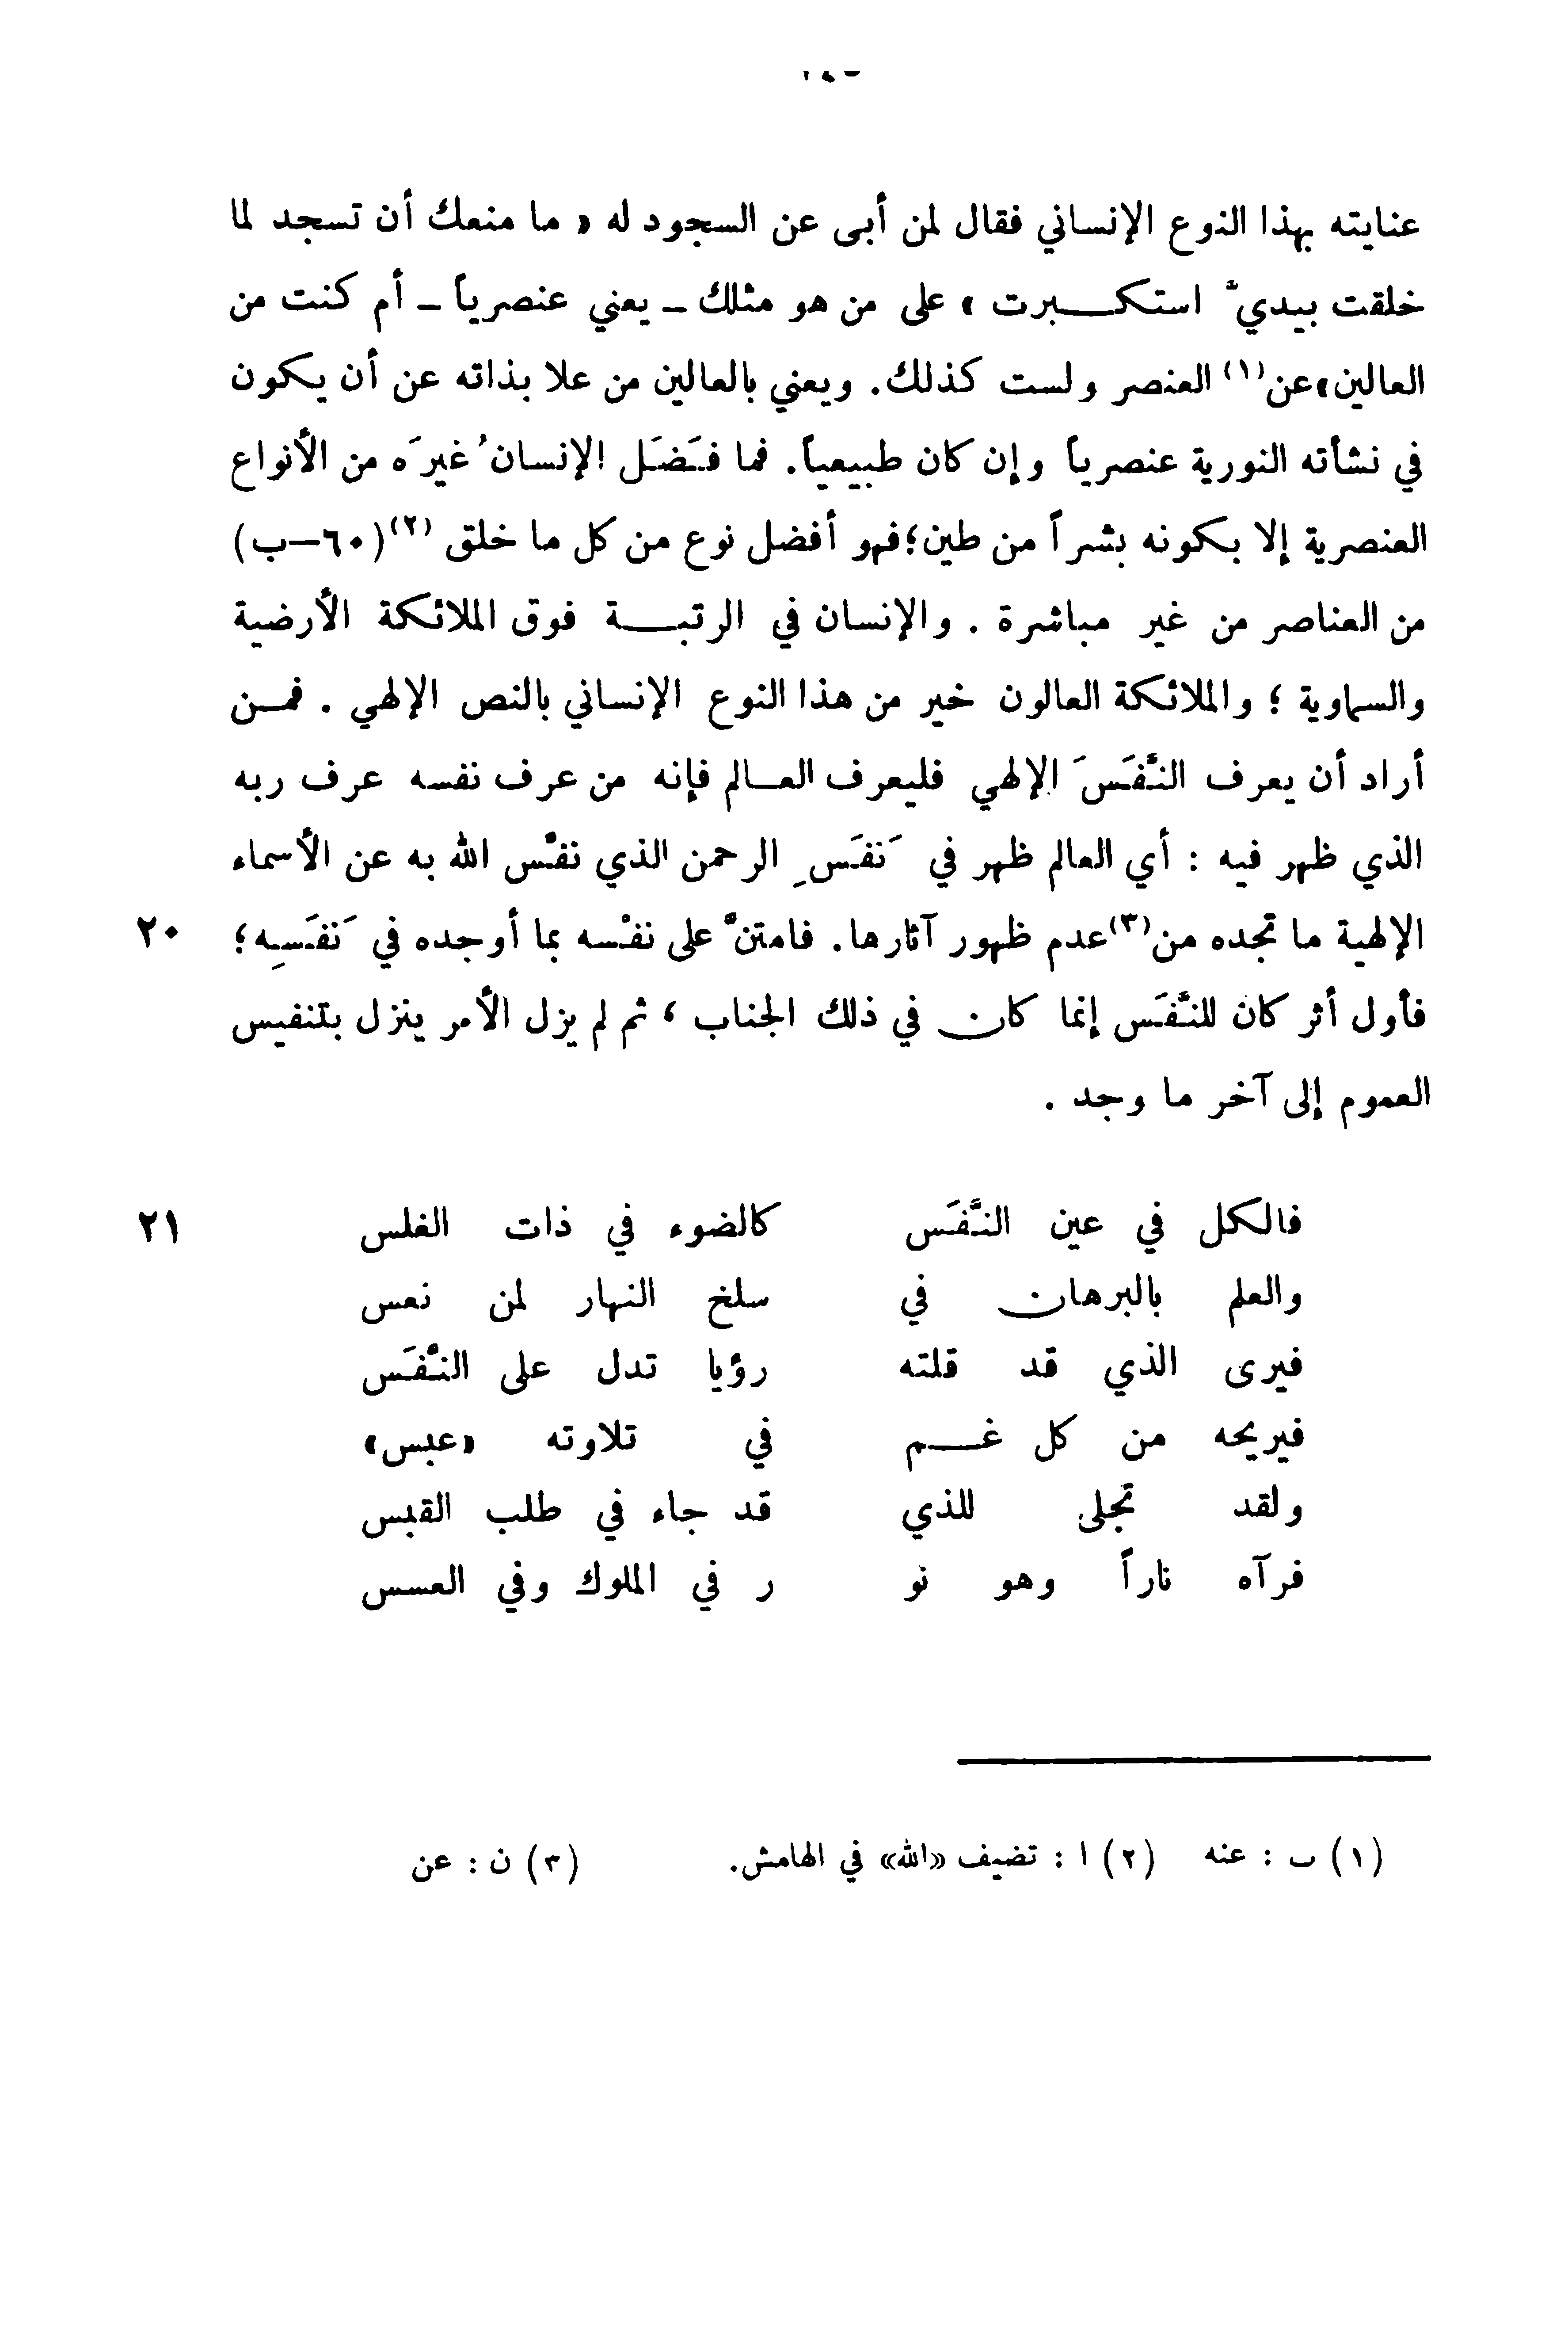 عنايته بهذا النوع الإنساني فقال لمن أبى عن السجود له « ما منعك أن تسجد لما
خلقت بيديّ استكبرت » على من هو مثلك – يعني عنصرياً – أم كنت من
العالين»عن(١) العنصر ولست كذلك. ويعني بالعالين من علا بذاته عن أن يكون
في نشأته النورية عنصرياً وإن كان طبيعياً. فما فَضَل الإنسانُ غيرَه من الأنواع
العنصرية إلا بكونه بشراً من طين؛ فهو أفضل نوع من كل ما خلق (٢)(٦٠–ب)
من العناصر من غير مباشرة . والإنسان في الرتبة فوق الملائكة الأرضية
والسماوية ؛ والملائكة العالون خير من هذا النوع الإنساني بالنص الإلهي . فمن
أراد أن يعرف النَّفَسَ الإلهي فليعرف العالم فإنه من عرف نفسه عرف ربه
الذي ظهر فيه : أي العالم ظهر في نَفَسِ الرحمن الذي نفَّس الله به عن الأسماء
الإلهية ما تجده من(٣)عدم ظهور آثارها. فامتنَّ على نفْسه بما أوجده في نَفَسِه؛ ٢٠
فأول أثر كان للنَّفَس إنما كان في ذلك الجناب ، ثم لم يزل الأمر ينزل بتنفيس
العموم إلى آخر ما وجد .
فالكل في عين النَّفَس كالضوء في ذات الغلس ٢١
والعلم بالبرهان في سلخ النهار لمن نعس
فيرى الذي قد قلته رؤيا تدل على النَّفَس
فيريحه من كل غم في تلاوته «عبس»
ولقد تجلى للذي قد جاء في طلب القبس
فرآه ناراً وهو نو ر في الملوك وفي العسس
(١) ب : عنه (٢) ا : تضيف «الله» في الهامش. (٣) ن : عن